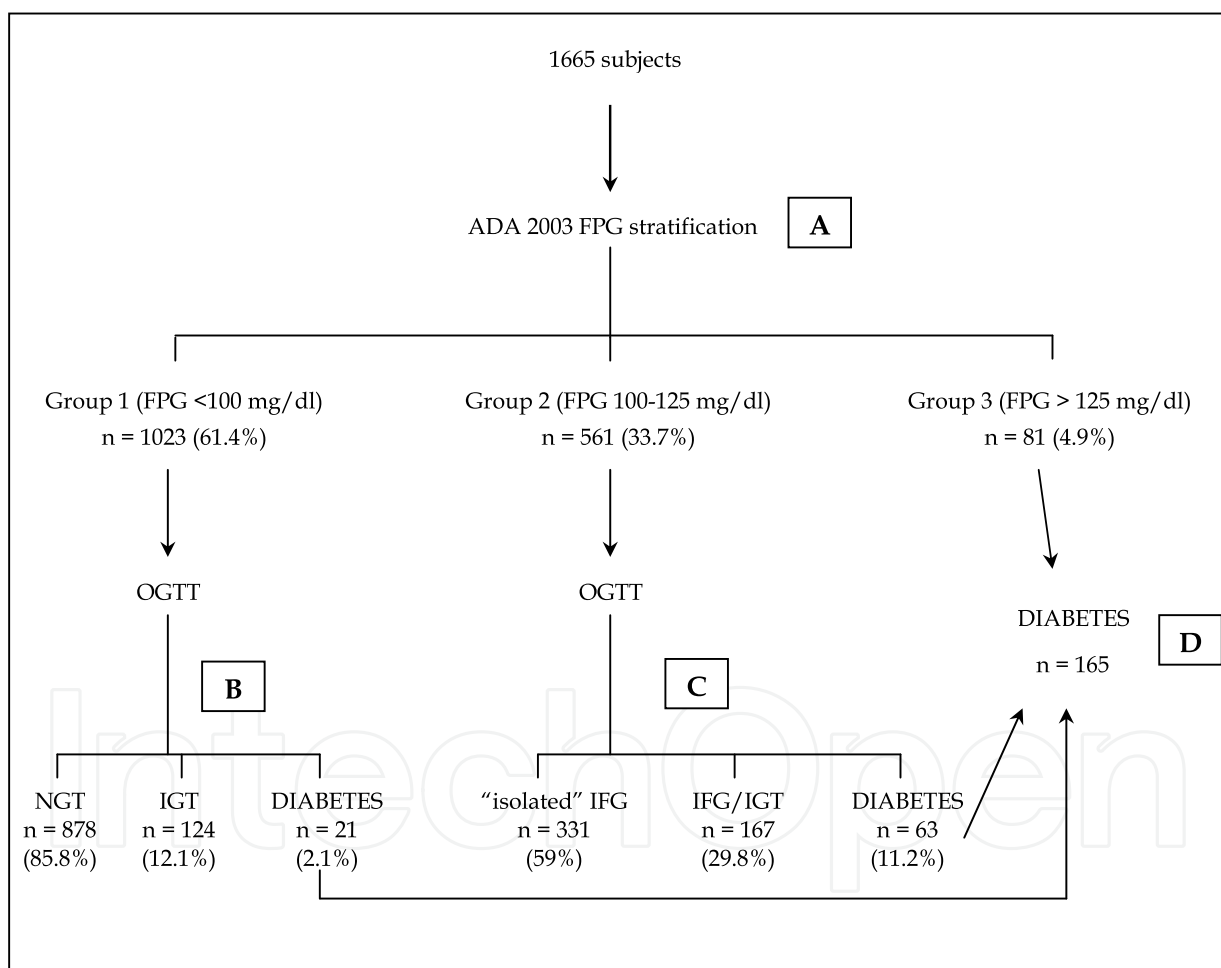 1665 subjects
ADA 2003 FPG stratification
A
Group 1 (FPG <100 mg/dl)
n = 1023 (61.4%)
Group 2 (FPG 100-125 mg/dl)
n = 561 (33.7%)
Group 3 (FPG > 125 mg/dl)
n = 81 (4.9%)
OGTT
OGTT
DIABETES
n = 165
D
B
C
NGT
n = 878
(85.8%)
IGT
n = 124
(12.1%)
DIABETES
n = 21
(2.1%)
“isolated” IFG
n = 331
(59%)
IFG/IGT
n = 167
(29.8%)
DIABETES
n = 63
(11.2%)
IntechOpen